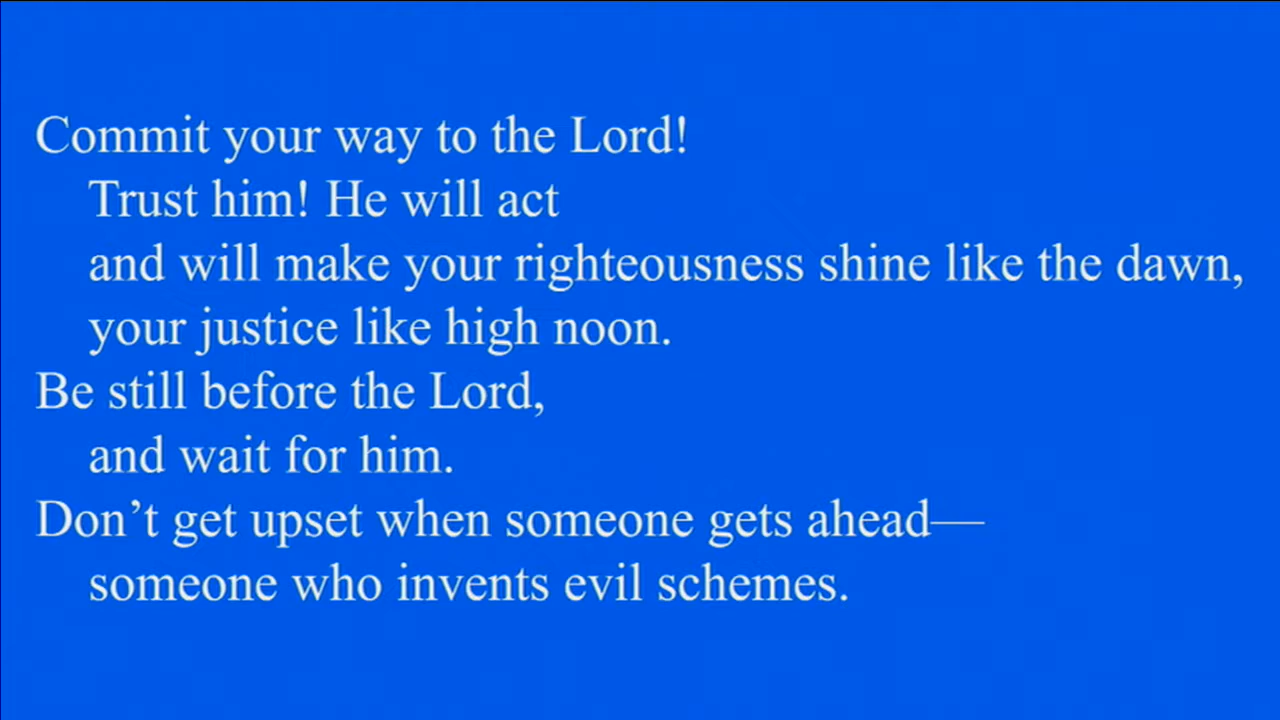 Commit your way to the Lord!
Trust him! He will act
and will make your righteousness shine like the dawn,
your justice like high noon.
Be still before the Lord,
and wait for him.
Don’t get upset when someone gets ahead—
someone who invents evil schemes.